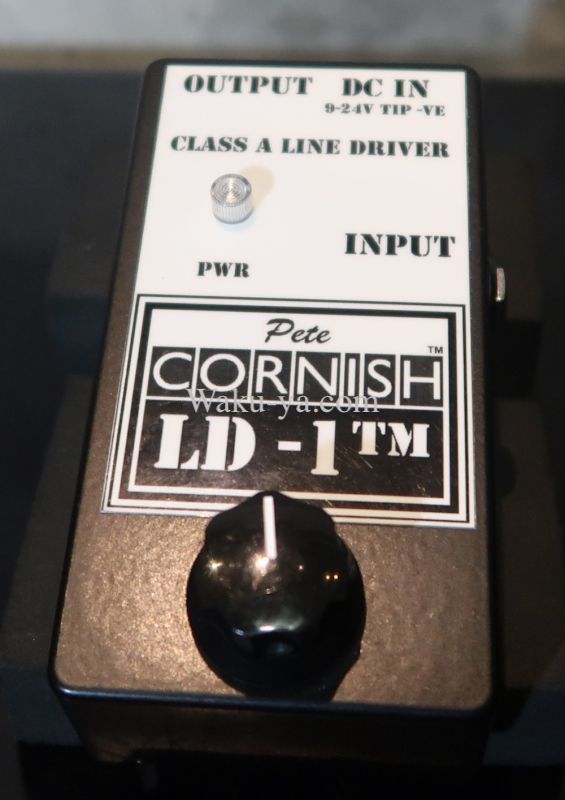 OUTPUT DC IN
9-24V TIP -VE
CLASS A LINE DRIVER
INPUT
PWR
Pete
CORNISH™
Waku-ya.com
LD -1™